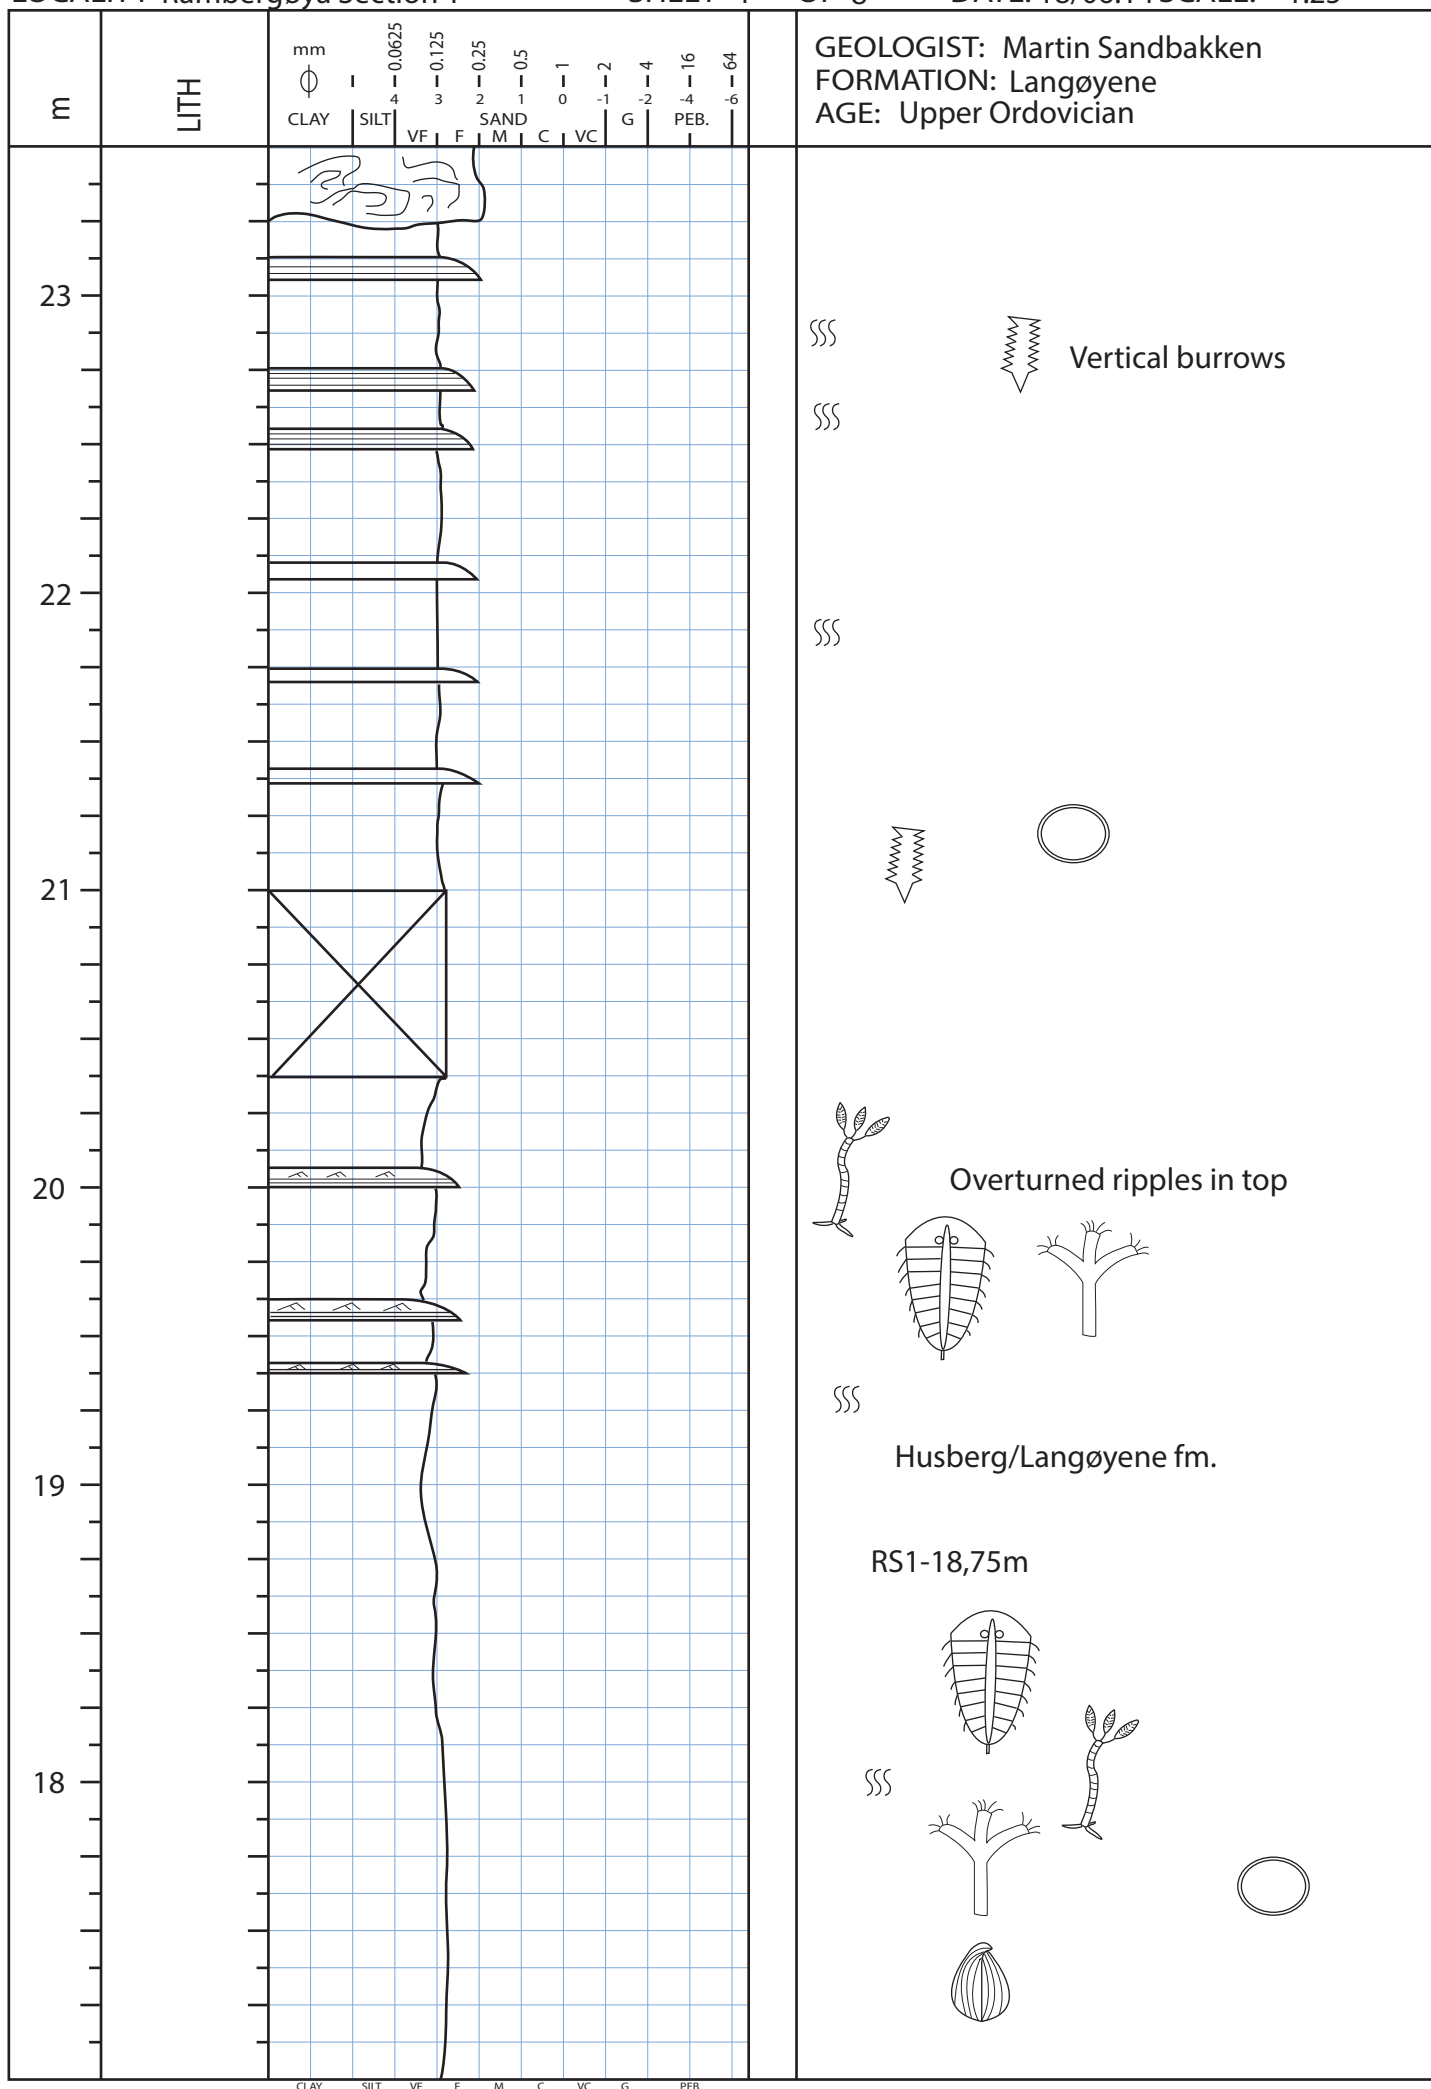 Rambergøya Section 1
m
LITH
mm
0.0625 0.125 0.25 0.5 1 2 4 16 64
4 3 2 1 0 -1 -2 -4 -6
CLAY SILT SAND G PEB.
VF F M C VC
GEOLOGIST: Martin Sandbakken
FORMATION: Langøyene
AGE: Upper Ordovician
23
Vertical burrows
22
21
20
Overturned ripples in top
Husberg/Langøyene fm.
19
RS1-18,75m
18
CLAY SILT VF F M C VC G PEB.